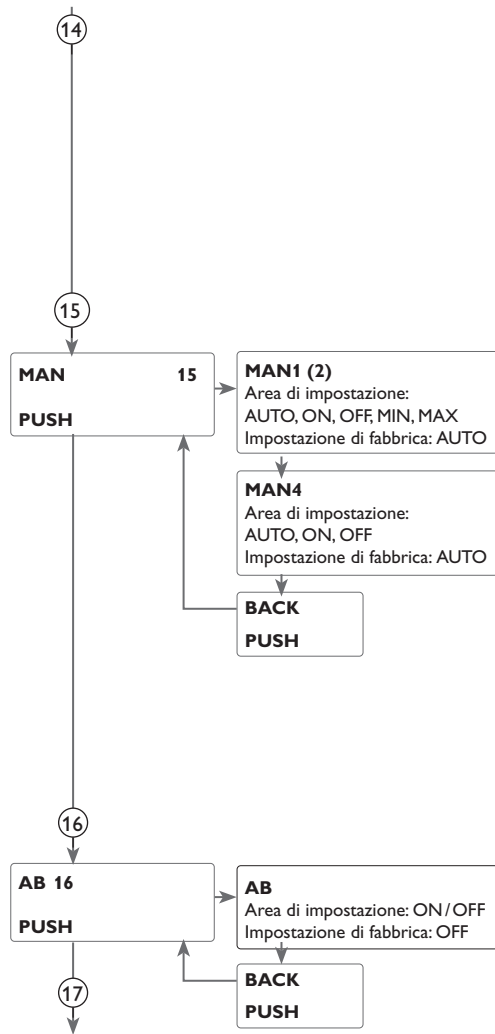 14
15
MAN 15
PUSH
MAN1 (2)
Area di impostazione:
AUTO, ON, OFF, MIN, MAX
Impostazione di fabbrica: AUTO
MAN4
Area di impostazione:
AUTO, ON, OFF
Impostazione di fabbrica: AUTO
BACK
PUSH
16
AB 16
PUSH
AB
Area di impostazione: ON/OFF
Impostazione di fabbrica: OFF
BACK
PUSH
17